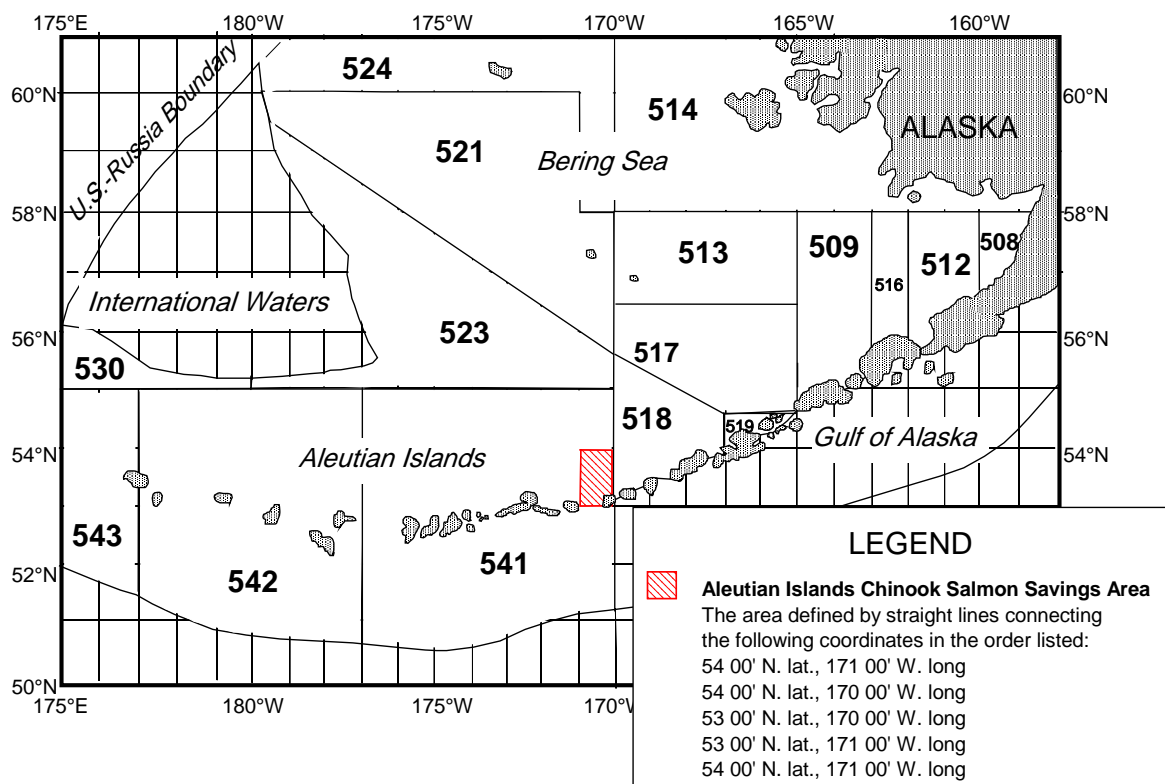 175°E 180°W 175°W 170°W 165°W 160°W
524
60°N
514
60°N
U.S.-Russia Boundary
ALASKA
521
Bering Sea
58°N
58°N
513
509
508
512
516
International Waters
56°N
523
517
56°N
530
518
519
Gulf of Alaska
54°N
Aleutian Islands
54°N
543
541
542
52°N
50°N
175°E 180°W 175°W 170°W
LEGEND
Aleutian Islands Chinook Salmon Savings Area
The area defined by straight lines connecting
the following coordinates in the order listed:
54 00' N. lat., 171 00' W. long
54 00' N. lat., 170 00' W. long
53 00' N. lat., 170 00' W. long
53 00' N. lat., 171 00' W. long
54 00' N. lat., 171 00' W. long